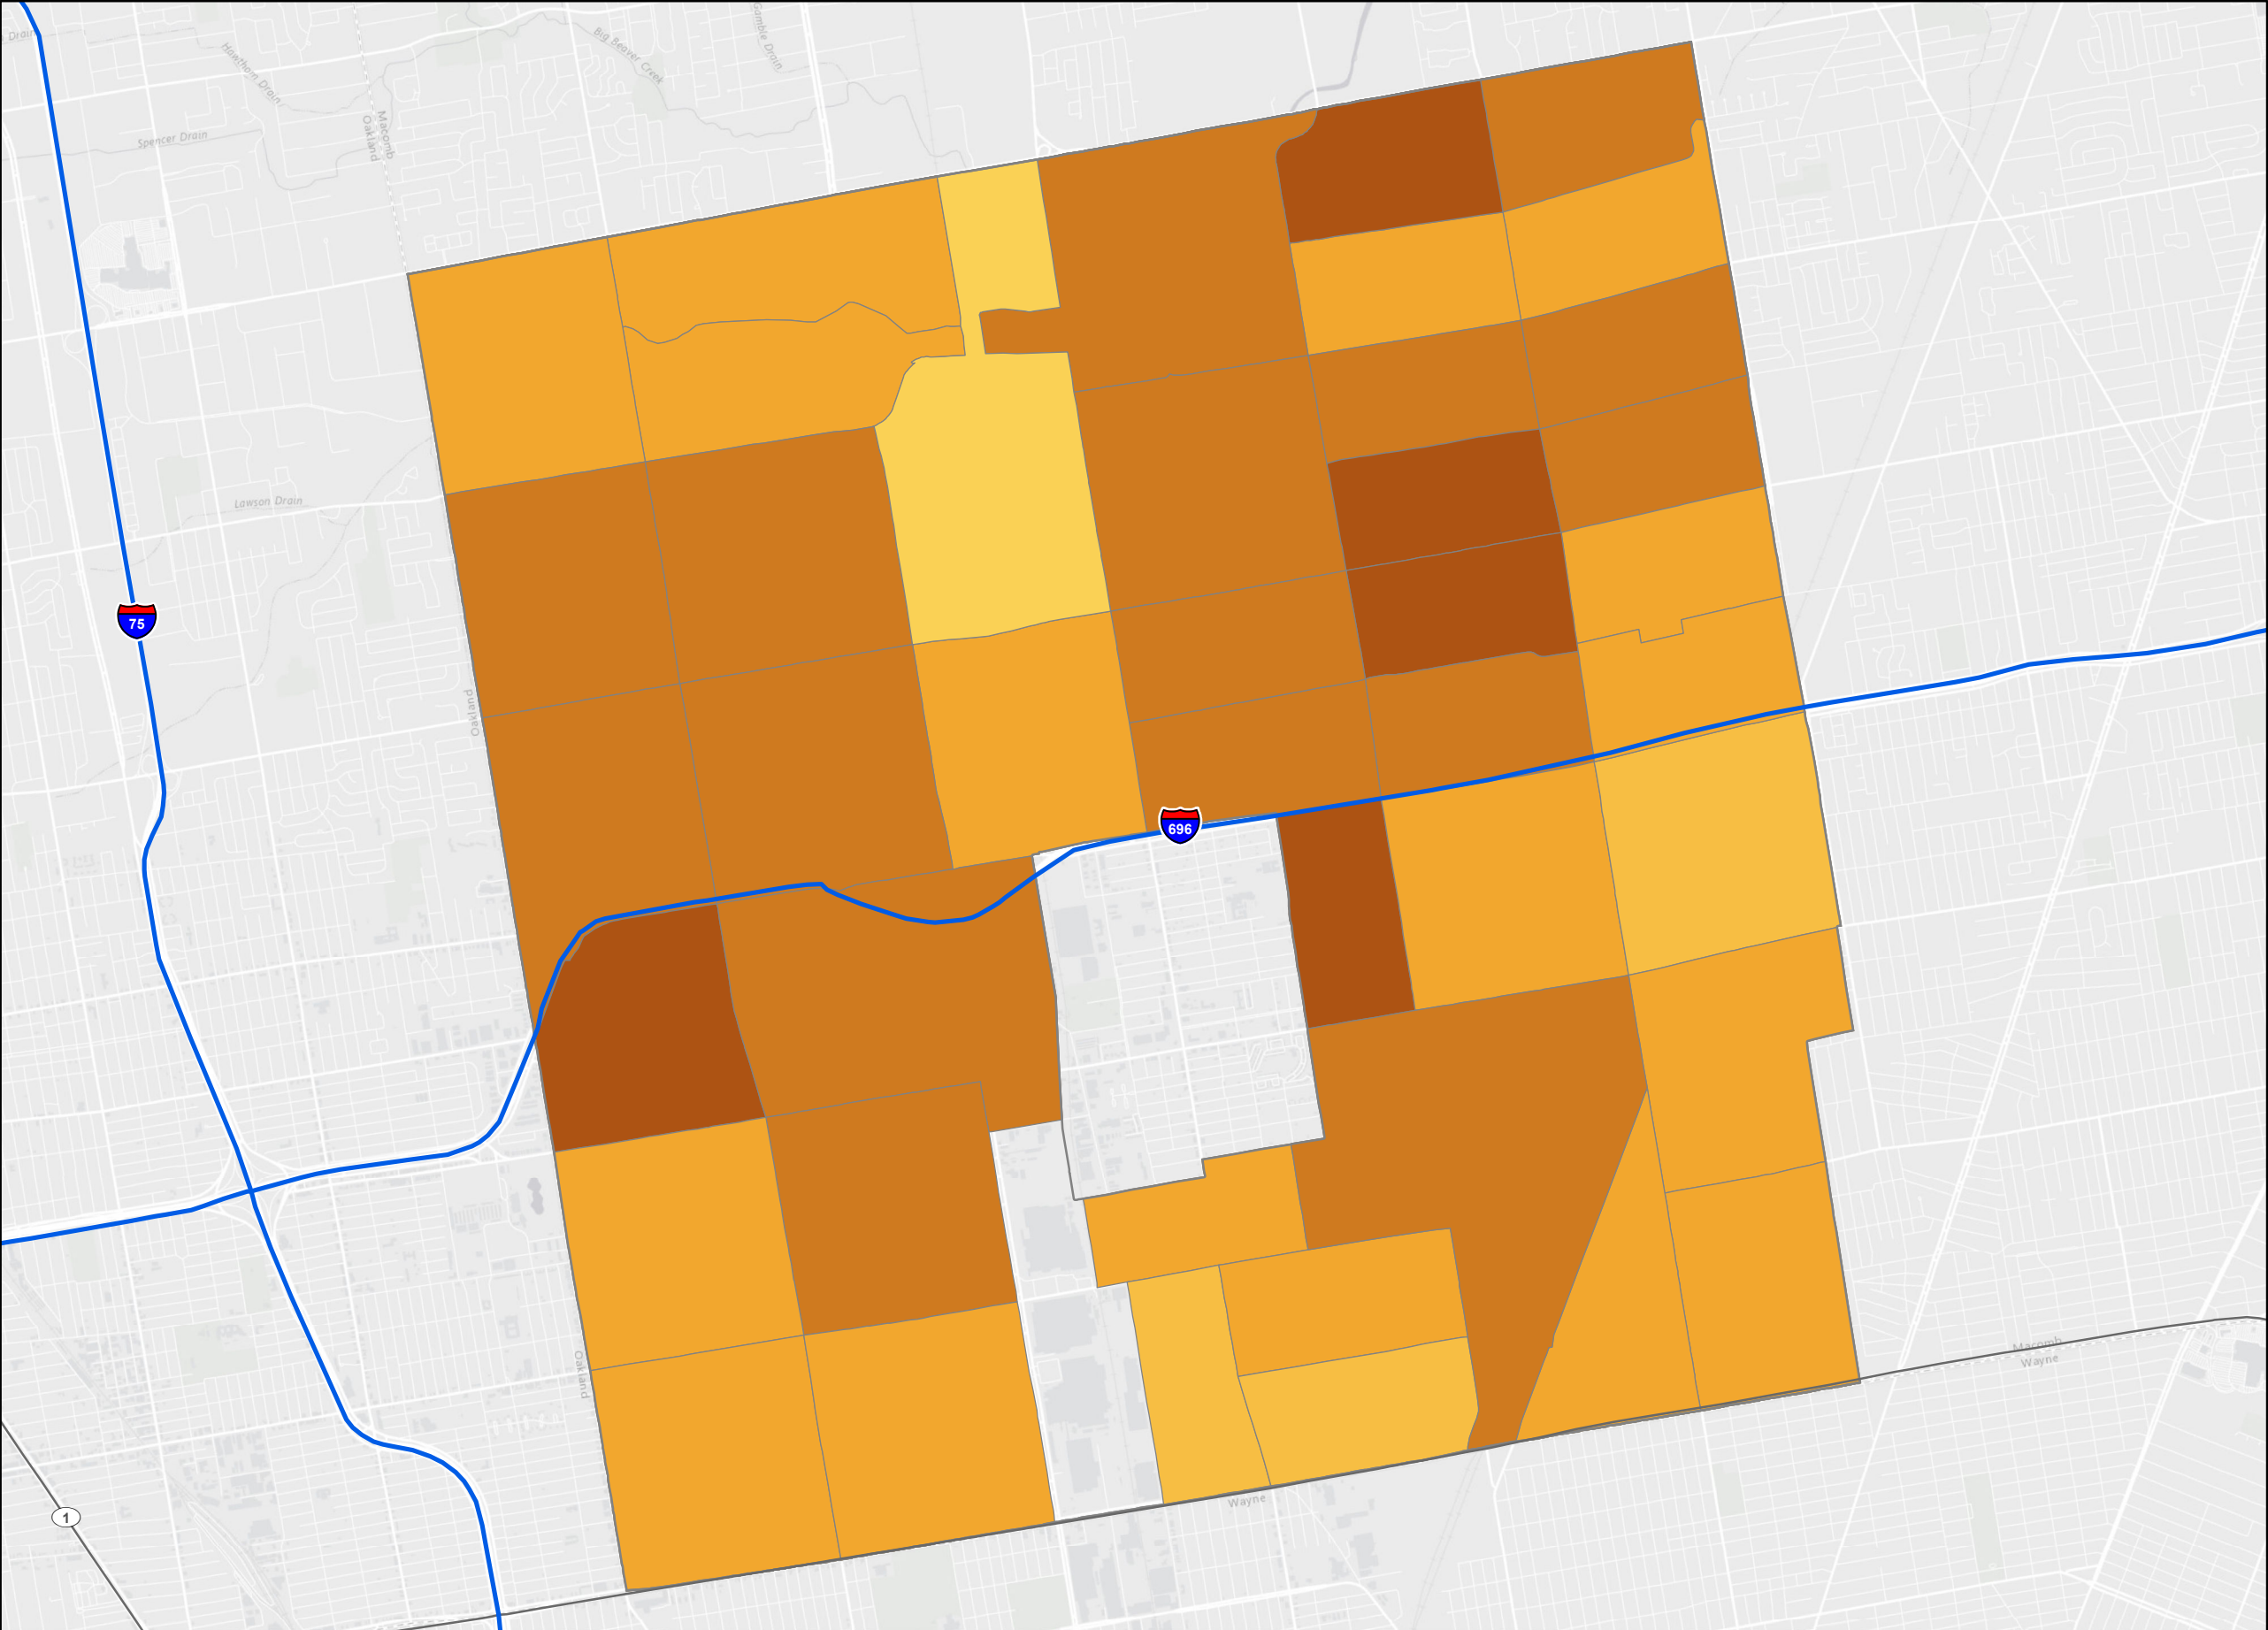 Drain
Hawthorn Drain
Big Beaver Creek
Gamble Drain
Spencer Drain
Macomb
Oakland
Lawson Drain
75
Oakland
696
Oakland
Macomb
Wayne
Wayne
1